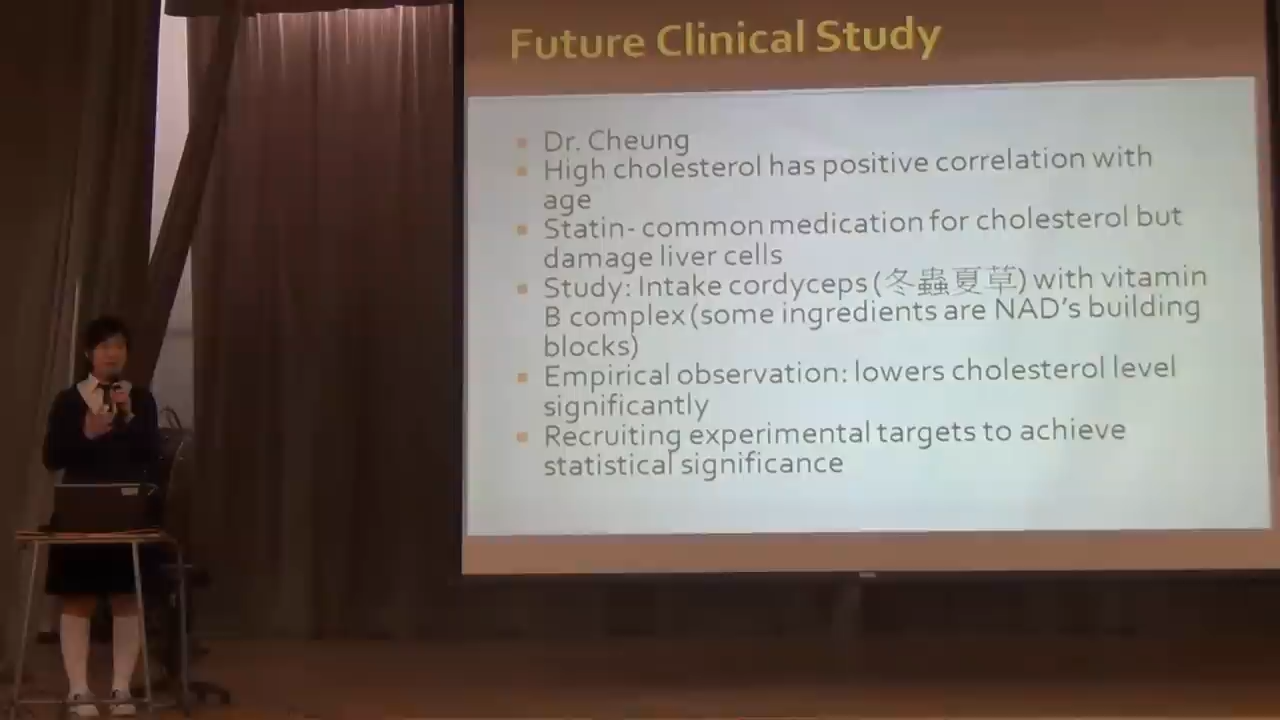 Future Clinical Study
Dr. Cheung
High cholesterol has positive correlation with
age
Statin- common medication for cholesterol but
damage liver cells
Study: Intake cordyceps (冬蟲夏草) with vitamin
B complex (some ingredients are NAD's building
blocks)
Empirical observation: lowers cholesterol level
significantly
Recruiting experimental targets to achieve
statistical significance